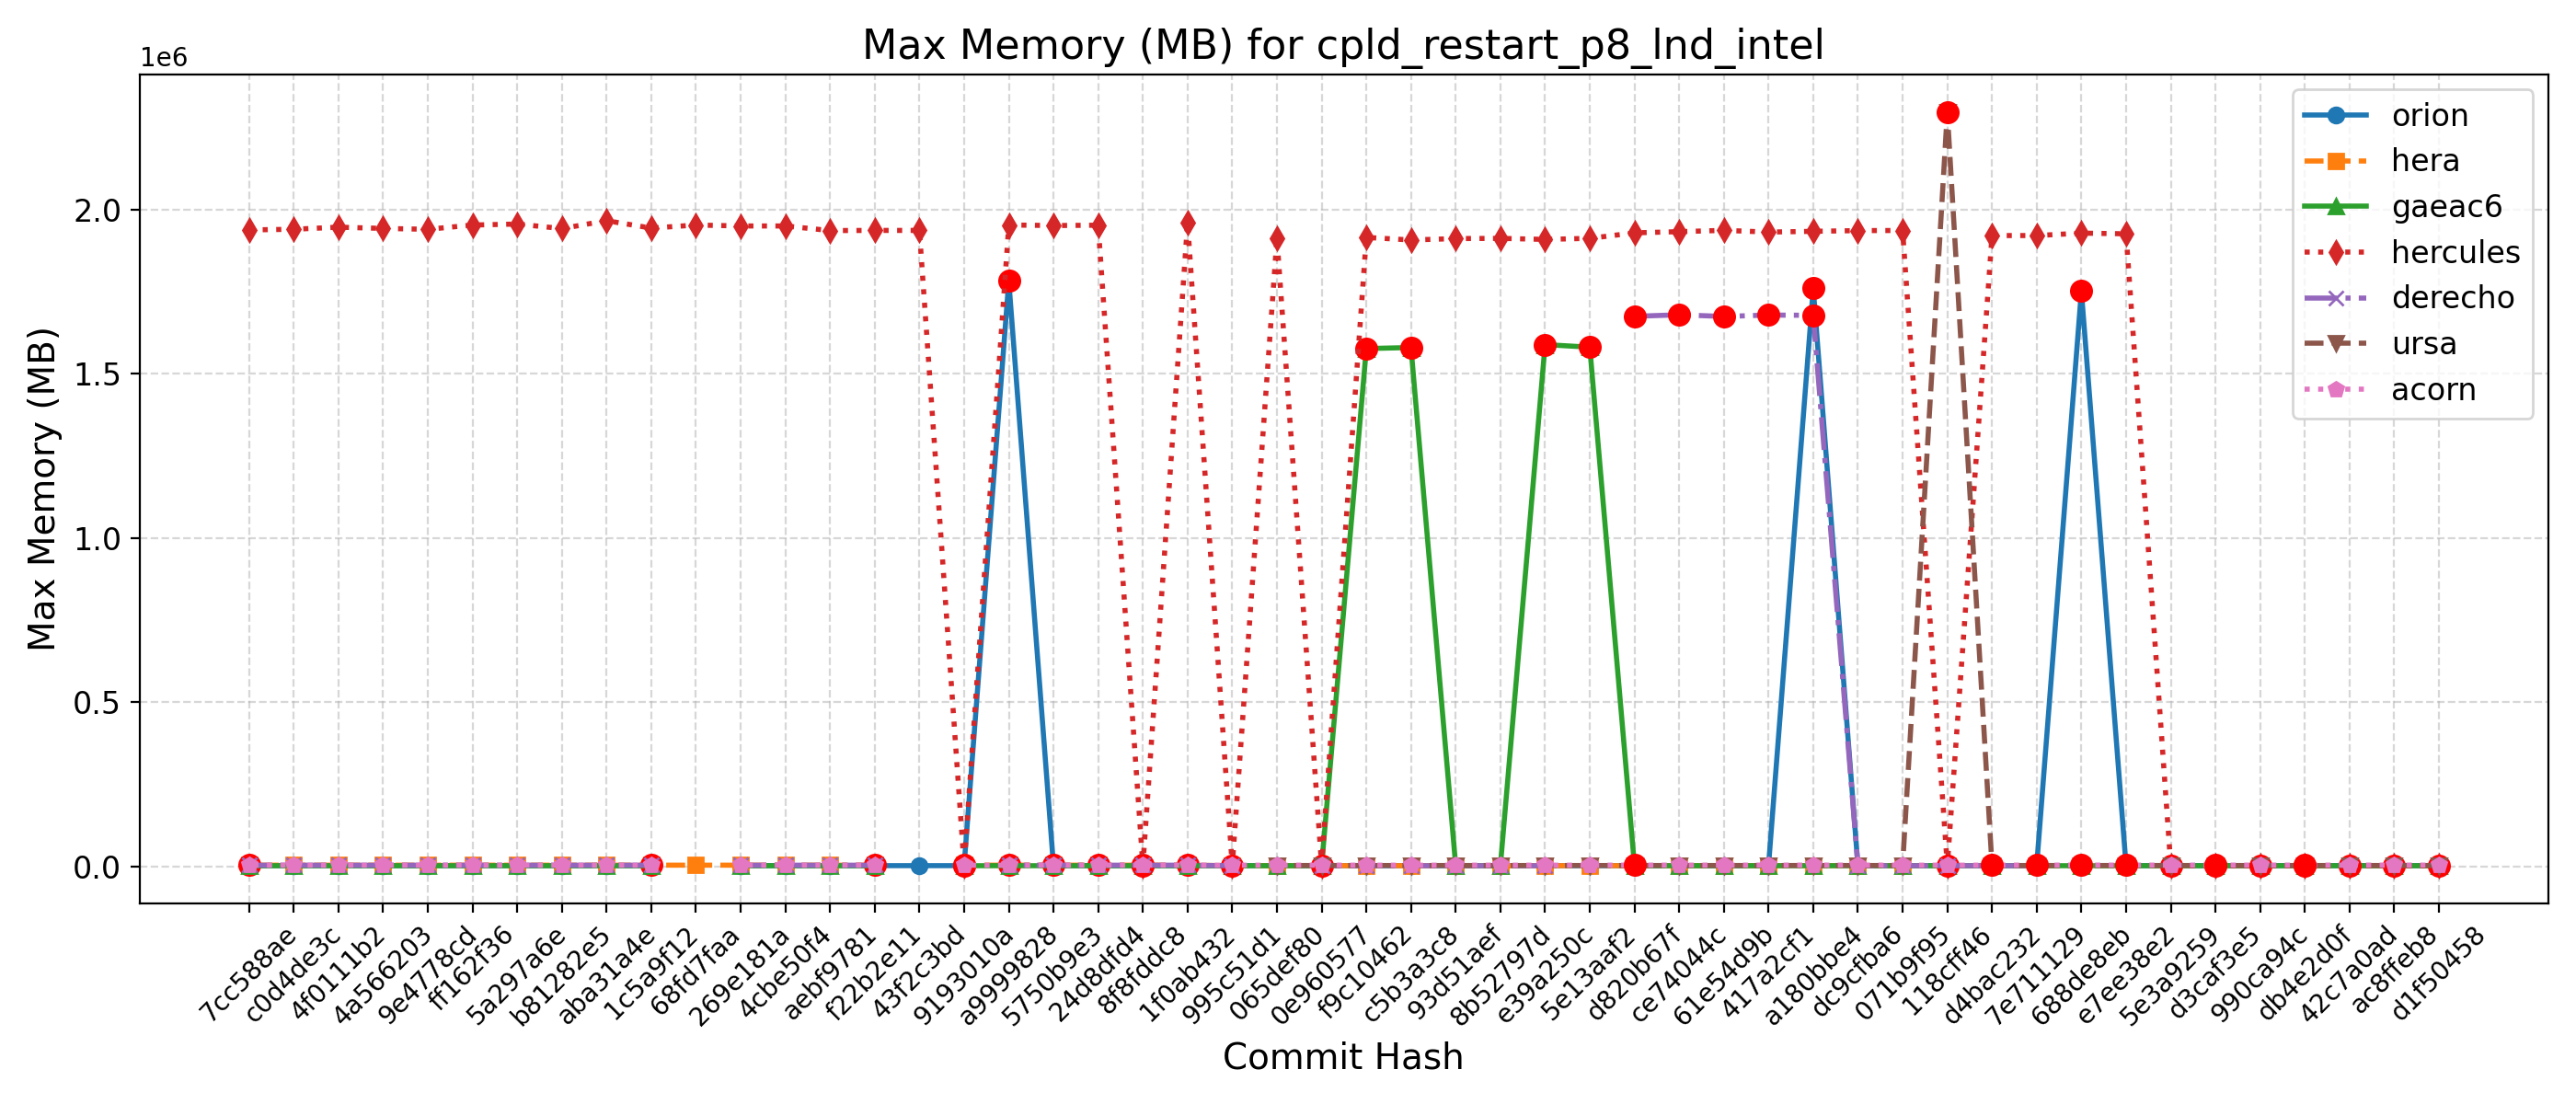 Max Memory (MB) for cpld_restart_p8_lnd_intel
1e6
2.0
1.5
1.0
0.5
0.0
Max Memory (MB)
orion
hera
gaeac6
hercules
derecho
ursa
acorn
7cc588ae
c0d4de3c
4f0111b2
4a566203
9e4778cd
ff162f36
5a297a6e
b81282e5
aba31a4e
1c5a9f12
68fd7faa
269e181a
4cbe50f4
aebf9781
f22b2e11
43f2c3bd
9193010a
a9999828
5750b9e3
24d8dfd4
8f8fddc8
1f0ab432
995c51d1
065def80
0e960577
f9c10462
c5b3a3c8
93d51aef
8b52797d
e39a250c
5e13aaf2
d820b67f
ce74044c
61e54d9b
417a2cf1
a180bbe4
dc9cfba6
071b9f95
118cff46
d4bac232
7e711129
688de8eb
e7ee38e2
5e3a9259
d3caf3e5
990ca94c
db4e2d0f
42c7a0ad
ac8ffeb8
d1f50458
Commit Hash